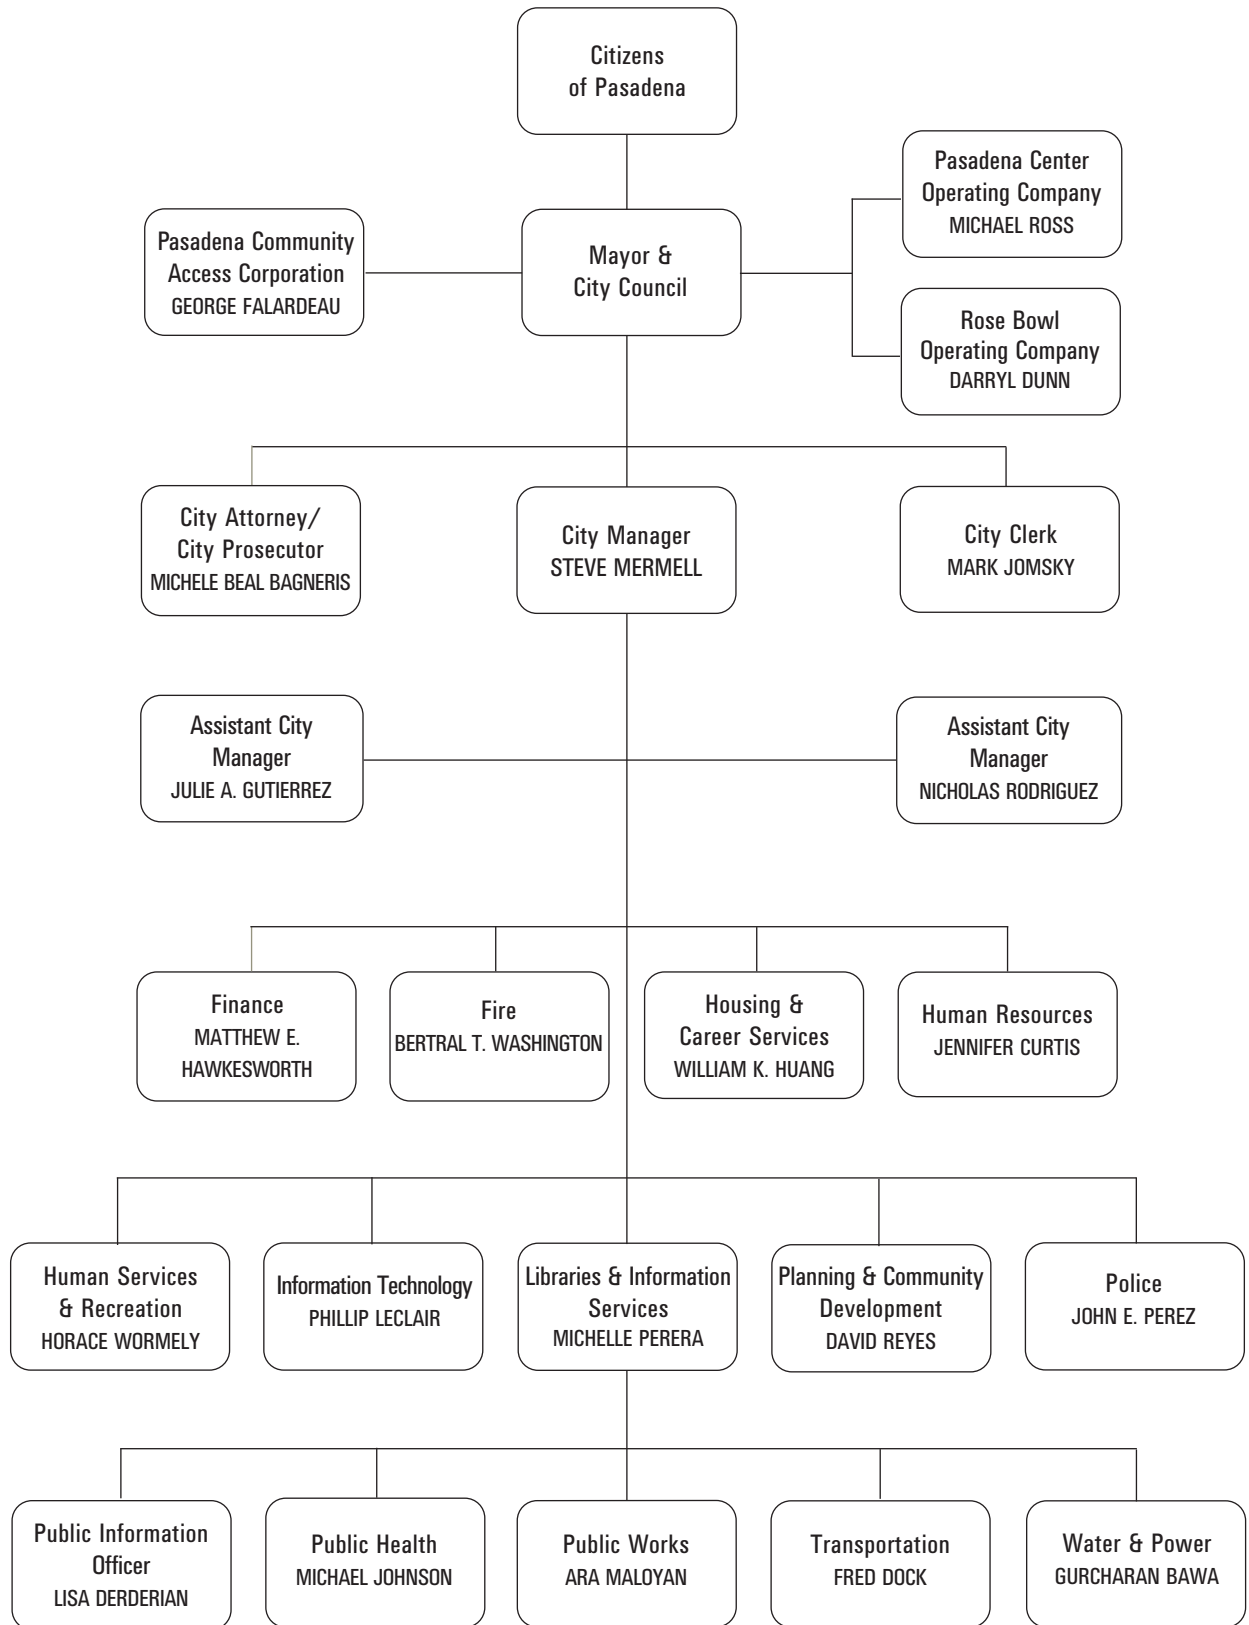 Citizens
of Pasadena
Pasadena Center
Operating Company
MICHAEL ROSS
Pasadena Community
Access Corporation
GEORGE FALARDEAU
Mayor &
City Council
Rose Bowl
Operating Company
DARRYL DUNN
City Attorney/
City Prosecutor
MICHELE BEAL BAGNERIS
City Manager
STEVE MERMELL
City Clerk
MARK JOMSKY
Assistant City
Manager
JULIE A. GUTIERREZ
Assistant City
Manager
NICHOLAS RODRIGUEZ
Finance
MATTHEW E.
HAWKESWORTH
Fire
BERTRAL T. WASHINGTON
Housing &
Career Services
WILLIAM K. HUANG
Human Resources
JENNIFER CURTIS
Human Services
& Recreation
HORACE WORMELY
Information Technology
PHILLIP LECLAIR
Libraries & Information
Services
MICHELLE PERERA
Planning & Community
Development
DAVID REYES
Police
JOHN E. PEREZ
Public Information
Officer
LISA DERDERIAN
Public Health
MICHAEL JOHNSON
Public Works
ARA MALOYAN
Transportation
FRED DOCK
Water & Power
GURCHARAN BAWA